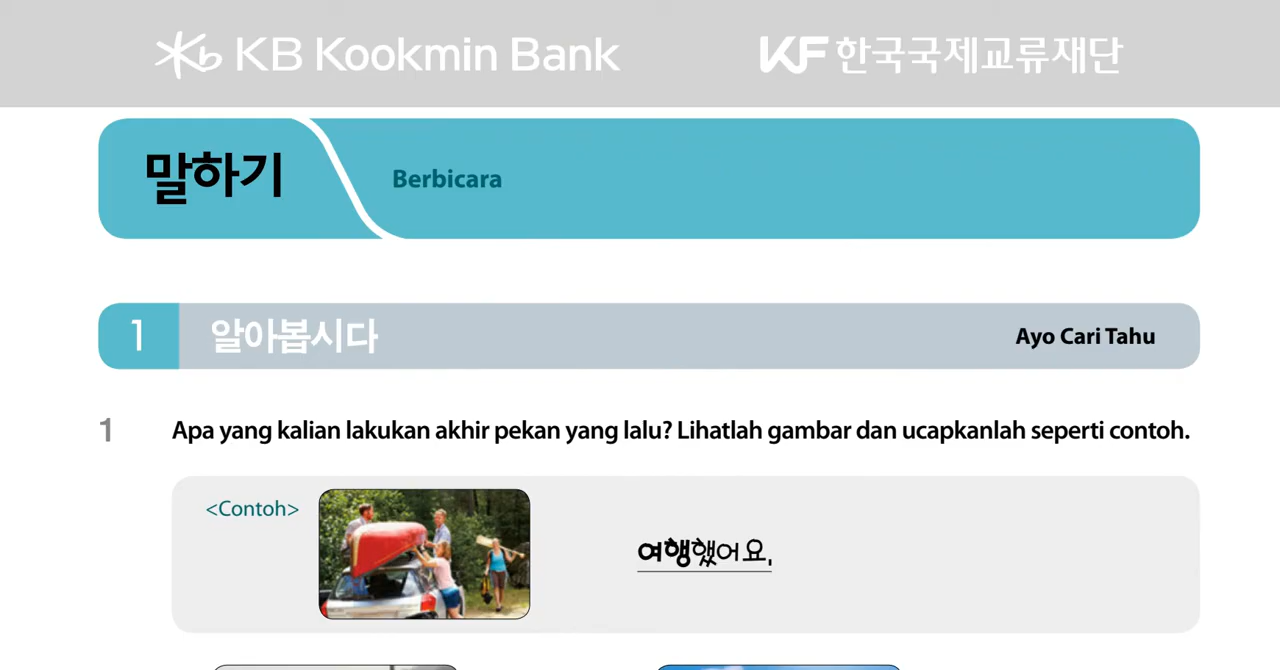 KB Kookmin Bank
KF 한국국제교류재단
말하기
Berbicara
1 알아봅시다
Ayo Cari Tahu
1 Apa yang kalian lakukan akhir pekan yang lalu? Lihatlah gambar dan ucapkanlah seperti contoh.
<Contoh>
여행했어요.